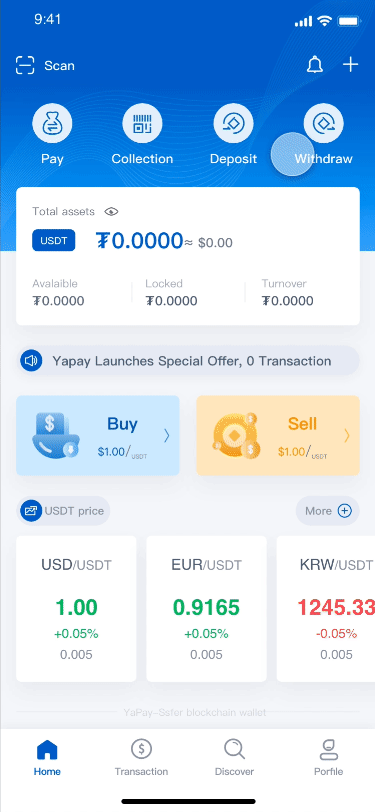 9:41
Scan
Pay Collection Deposit Withdraw
Total assets
USDT ₮0.0000≈ $0.00
Avalaible Locked Turnover
₮0.0000 ₮0.0000 ₮0.0000
Yapay Launches Special Offer, 0 Transaction
Buy Sell
$1.00/USDT $1.00/USDT
USDT price More
USD/USDT EUR/USDT KRW/USDT
1.00 0.9165 1245.33
+0.05% +0.05% -0.05%
0.005 0.005 0.005
YaPay-Ssfer blockchain wallet
Home Transaction Discover Porfile